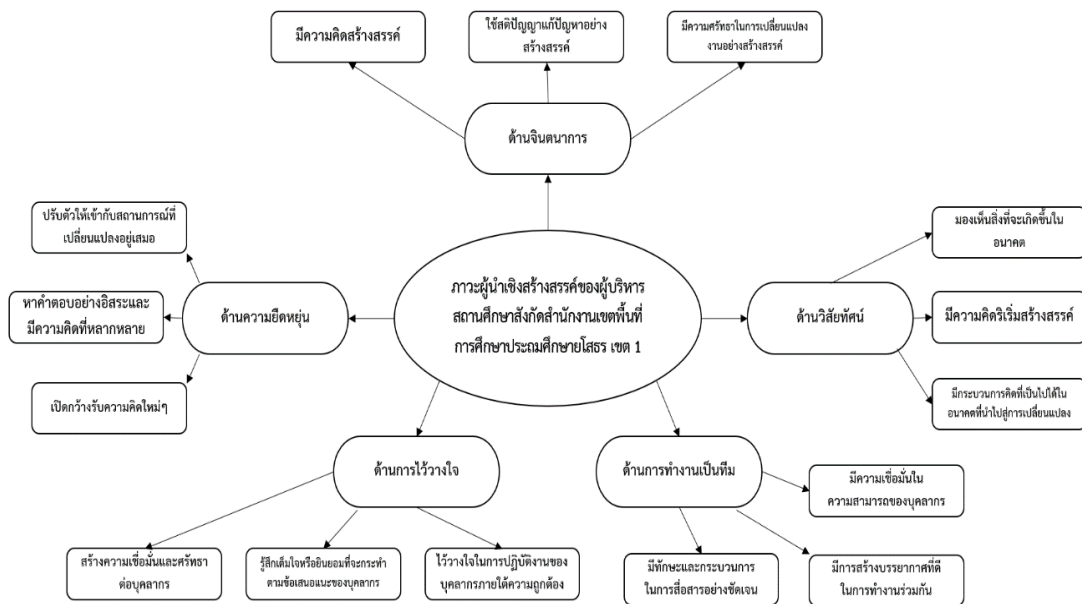 มีความคิดสร้างสรรค์
ใช้สติปัญญาแก้ปัญหาอย่าง
สร้างสรรค์
มีความศรัทธาในการเปลี่ยนแปลง
งานอย่างสร้างสรรค์
ด้านจินตนาการ
ปรับตัวให้เข้ากับสถานการณ์ที่
เปลี่ยนแปลงอยู่เสมอ
หาคำตอบอย่างอิสระและ
มีความคิดที่หลากหลาย
เปิดกว้างรับความคิดใหม่ๆ
ด้านความยืดหยุ่น
ภาวะผู้นำเชิงสร้างสรรค์ของผู้บริหาร
สถานศึกษาสังกัดสำนักงานเขตพื้นที่
การศึกษาประถมศึกษายโสธร เขต 1
ด้านวิสัยทัศน์
มองเห็นสิ่งที่จะเกิดขึ้นใน
อนาคต
มีความคิดริเริ่มสร้างสรรค์
มีกระบวนการคิดที่เป็นไปได้ใน
อนาคตที่นำไปสู่การเปลี่ยนแปลง
ด้านการไว้วางใจ
สร้างความเชื่อมั่นและศรัทธา
ต่อบุคลากร
รู้สึกเต็มใจหรือยินยอมที่จะกระทำ
ตามข้อเสนอแนะของบุคลากร
ไว้วางใจในการปฏิบัติงานของ
บุคลากรภายใต้ความถูกต้อง
ด้านการทำงานเป็นทีม
มีความเชื่อมั่นใน
ความสามารถของบุคลากร
มีทักษะและกระบวนการ
ในการสื่อสารอย่างชัดเจน
มีการสร้างบรรยากาศที่ดี
ในการทำงานร่วมกัน